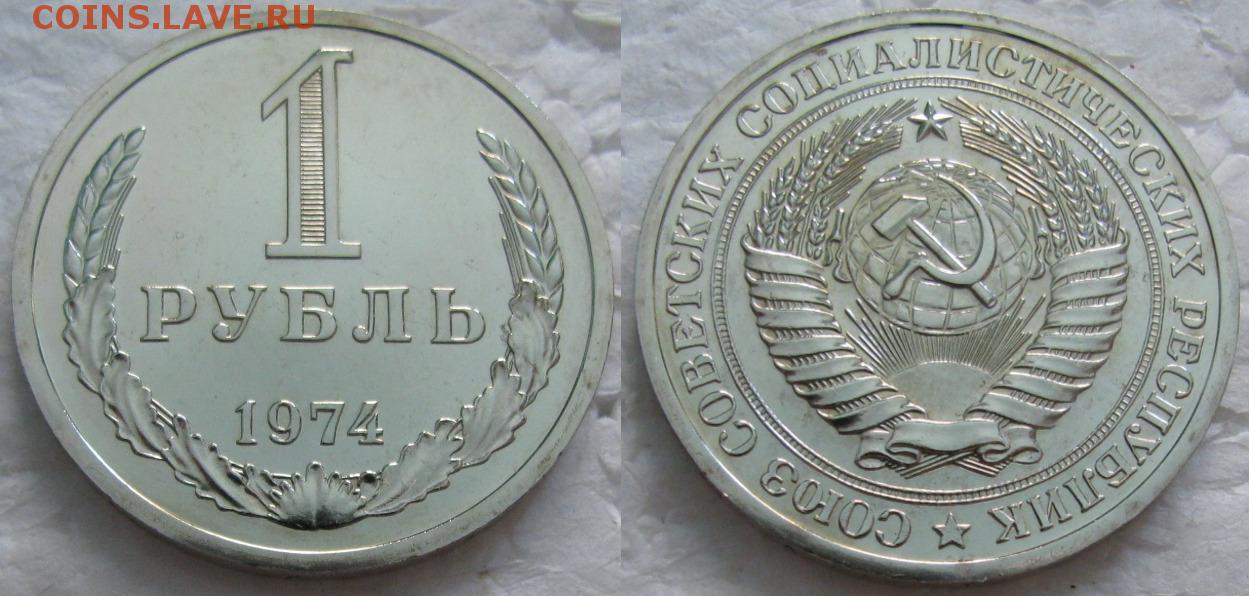 COINS.LAVE.RU
1
РУБЛЬ
1974
СОЮЗ СОВЕТСКИХ СОЦИАЛИСТИЧЕСКИХ РЕСПУБЛИК